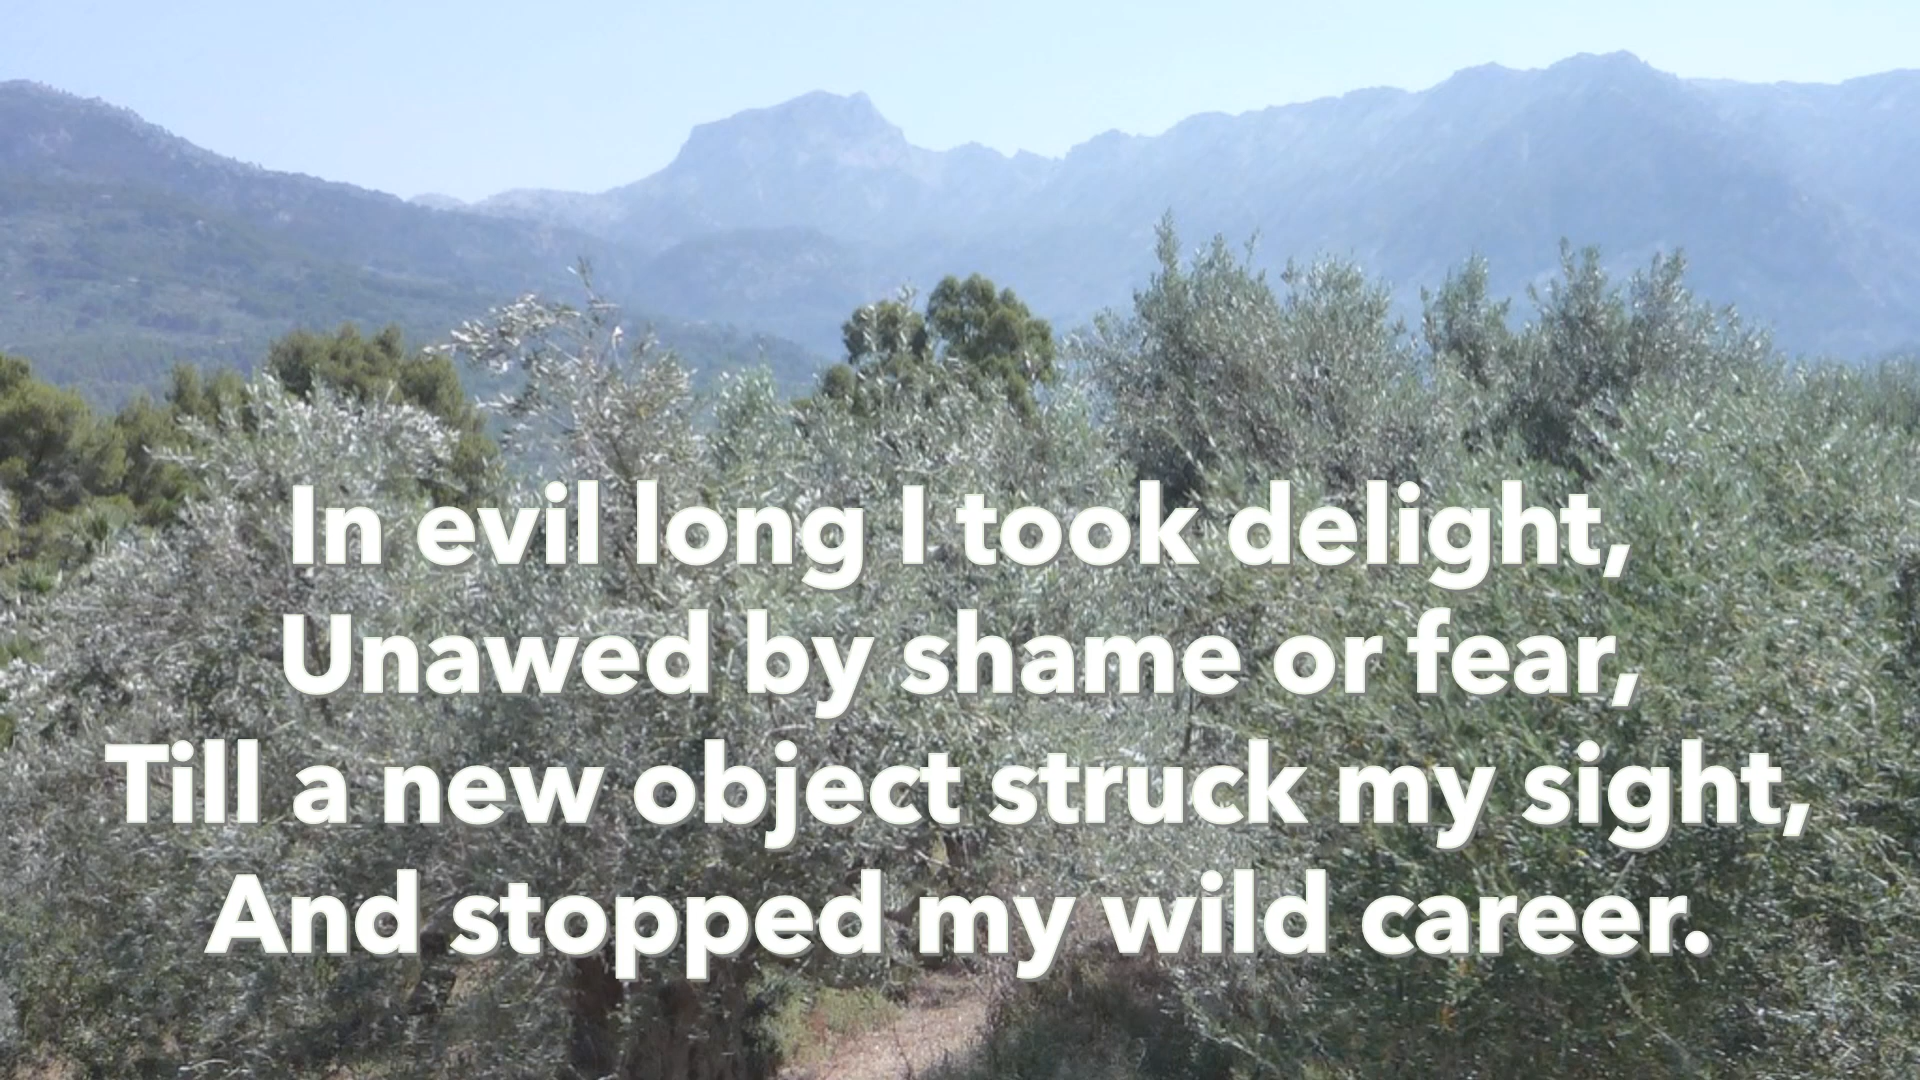 In evil long I took delight,
Unawed by shame or fear,
Till a new object struck my sight,
And stopped my wild career.